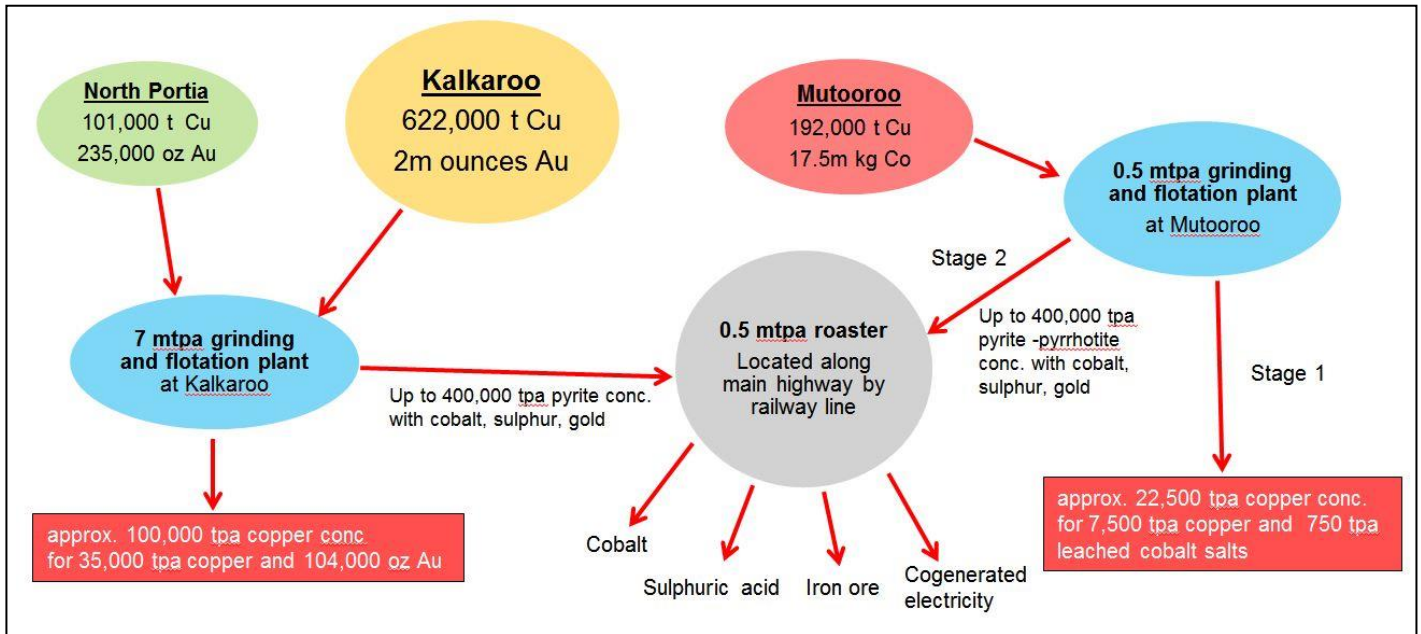 North Portia
101,000 t Cu
235,000 oz Au
Kalkaroo
622,000 t Cu
2m ounces Au
Mutooroo
192,000 t Cu
17.5m kg Co
0.5 mtpa grinding
and flotation plant
at Mutooroo
7 mtpa grinding
and flotation plant
at Kalkaroo
Up to 400,000 tpa pyrite conc.
with cobalt, sulphur, gold
0.5 mtpa roaster
Located along
main highway by
railway line
Stage 2
Up to 400,000 tpa
pyrite -pyrrhotite
conc. with cobalt,
sulphur, gold
Stage 1
approx. 100,000 tpa copper conc
for 35,000 tpa copper and 104,000 oz Au
Cobalt
Sulphuric acid
Iron ore
Cogenerated
electricity
approx. 22,500 tpa copper conc.
for 7,500 tpa copper and 750 tpa
leached cobalt salts